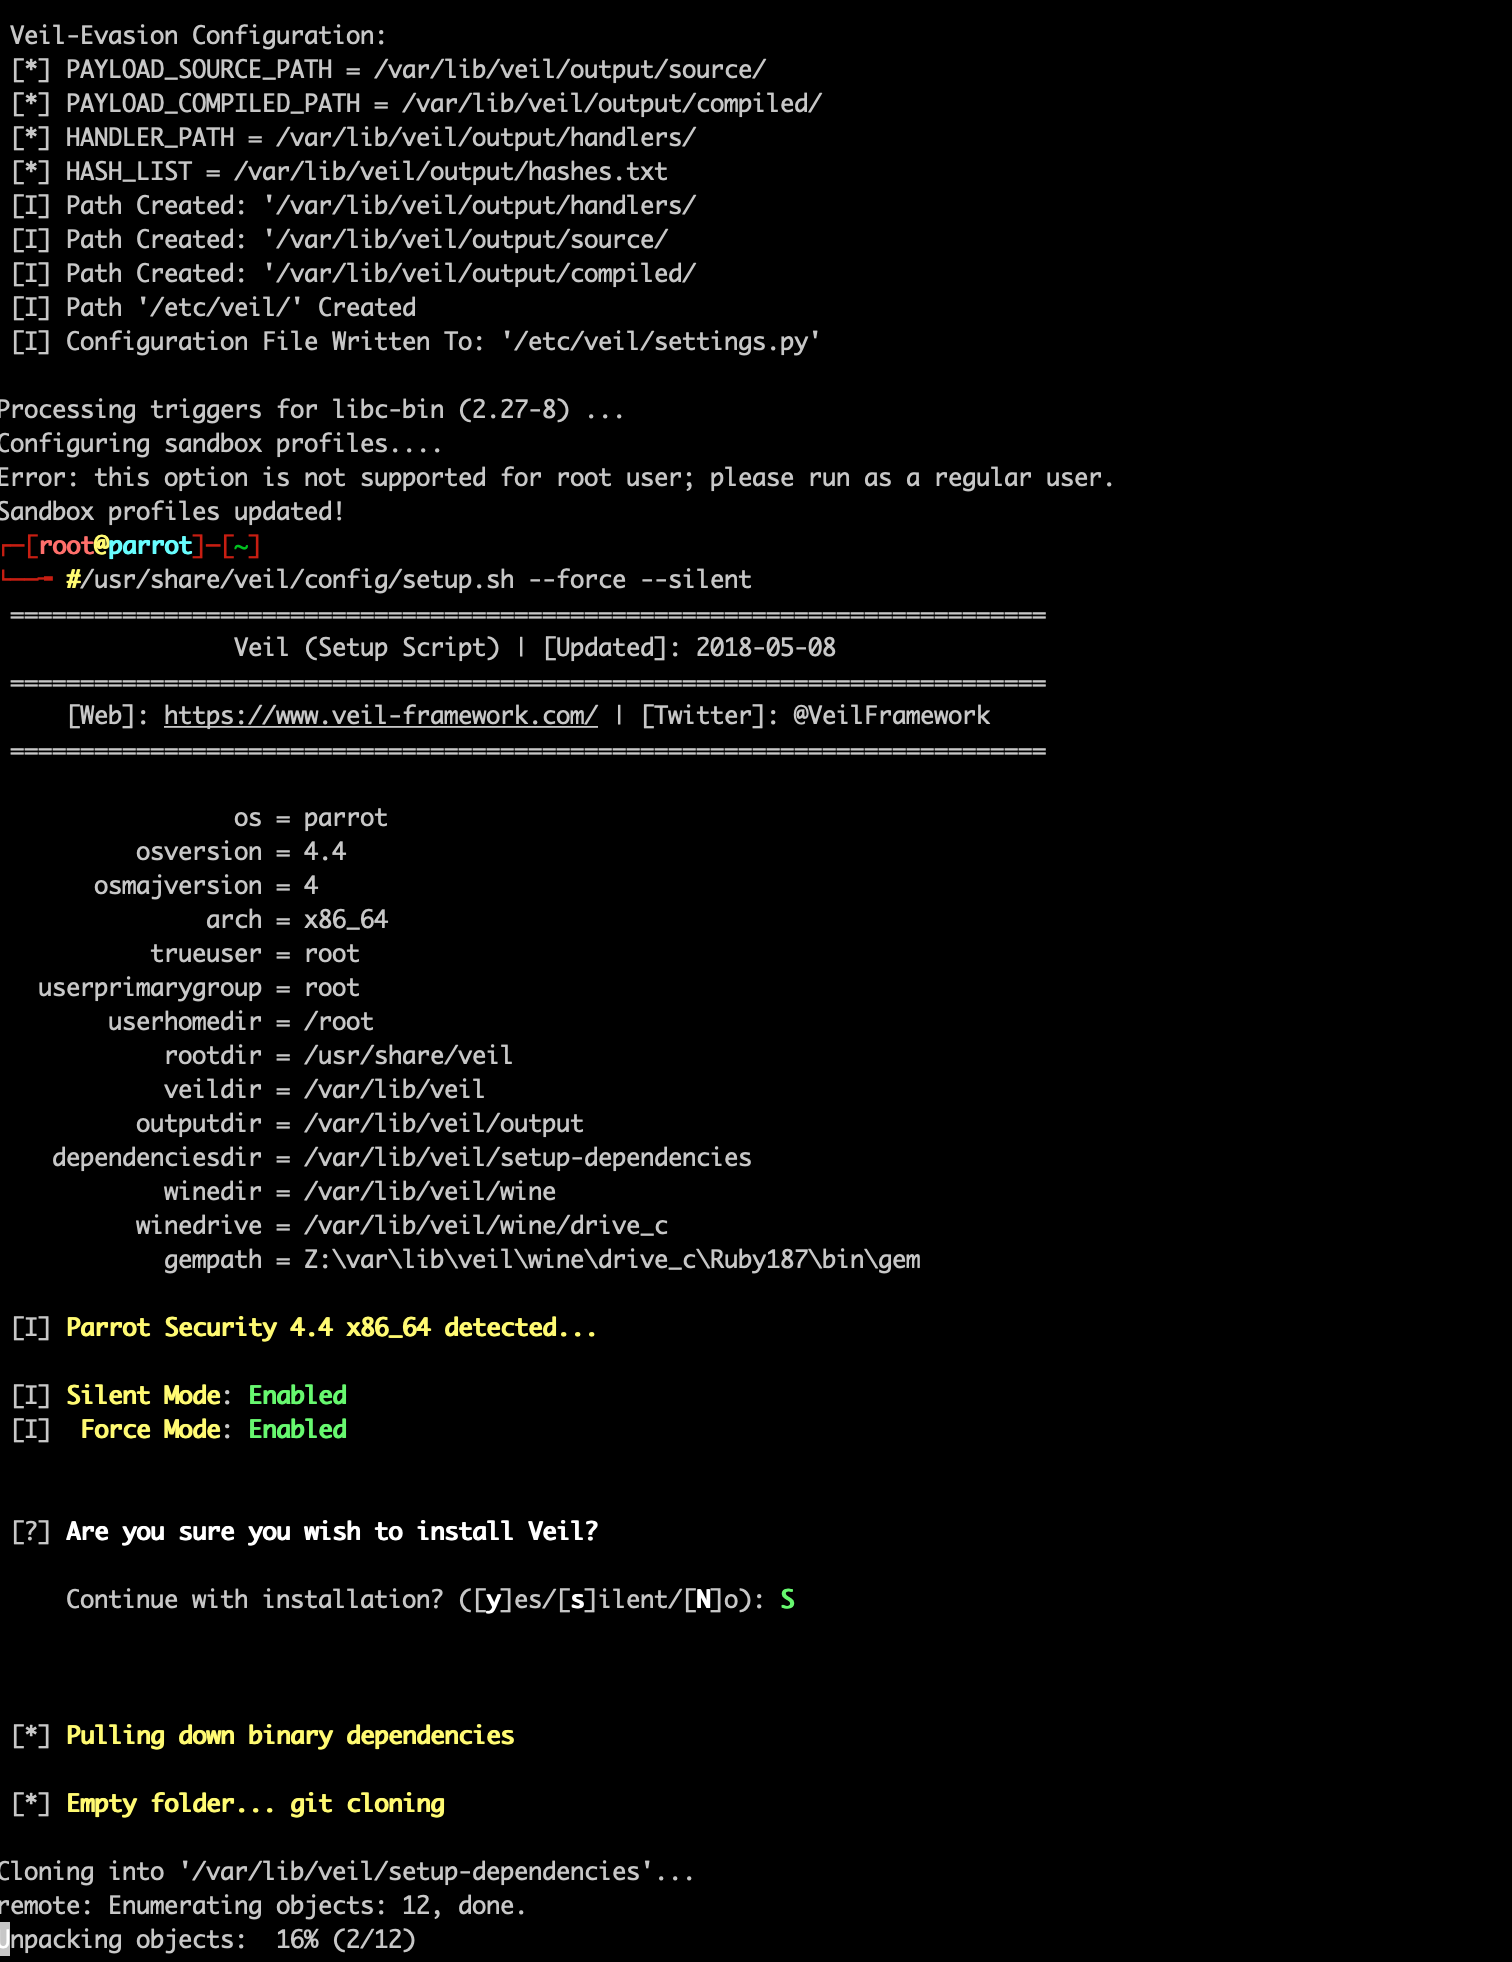 Veil-Evasion Configuration:
[*] PAYLOAD_SOURCE_PATH = /var/lib/veil/output/source/
[*] PAYLOAD_COMPILED_PATH = /var/lib/veil/output/compiled/
[*] HANDLER_PATH = /var/lib/veil/output/handlers/
[*] HASH_LIST = /var/lib/veil/output/hashes.txt
[I] Path Created: '/var/lib/veil/output/handlers/
[I] Path Created: '/var/lib/veil/output/source/
[I] Path Created: '/var/lib/veil/output/compiled/
[I] Path '/etc/veil/' Created
[I] Configuration File Written To: '/etc/veil/settings.py'
Processing triggers for libc-bin (2.27-8) ...
Configuring sandbox profiles....
Error: this option is not supported for root user; please run as a regular user.
Sandbox profiles updated!
┌─[root@parrot]─[~]
└──╼ #/usr/share/veil/config/setup.sh --force --silent
==========================================================================
Veil (Setup Script) | [Updated]: 2018-05-08
==========================================================================
[Web]: https://www.veil-framework.com/ | [Twitter]: @VeilFramework
==========================================================================
os = parrot
osversion = 4.4
osmajversion = 4
arch = x86_64
trueuser = root
userprimarygroup = root
userhomedir = /root
rootdir = /usr/share/veil
veildir = /var/lib/veil
outputdir = /var/lib/veil/output
dependenciesdir = /var/lib/veil/setup-dependencies
winedir = /var/lib/veil/wine
winedrive = /var/lib/veil/wine/drive_c
gempath = Z:\var\lib\veil\wine\drive_c\Ruby187\bin\gem
[I] Parrot Security 4.4 x86_64 detected...
[I] Silent Mode: Enabled
[I]  Force Mode: Enabled
[?] Are you sure you wish to install Veil?
Continue with installation? ([y]es/[s]ilent/[N]o): S
[*] Pulling down binary dependencies
[*] Empty folder... git cloning
Cloning into '/var/lib/veil/setup-dependencies'...
remote: Enumerating objects: 12, done.
Unpacking objects:  16% (2/12)